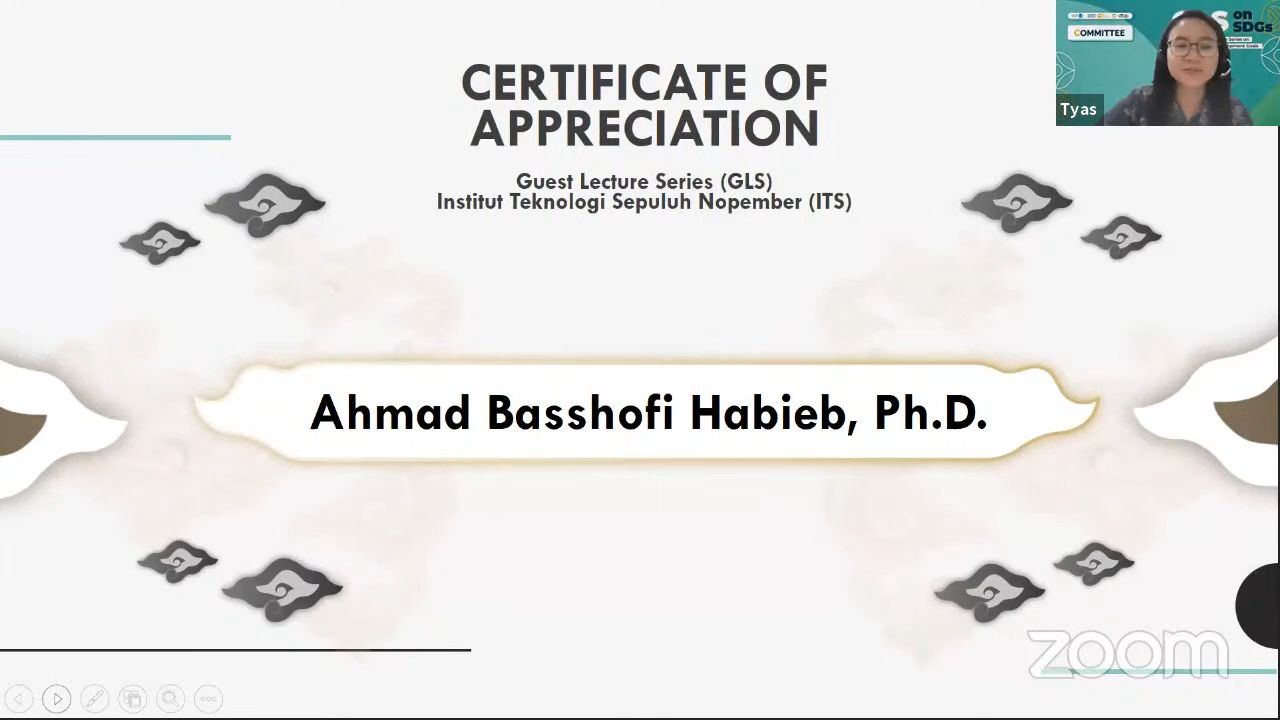 CERTIFICATE OF
APPRECIATION
Guest Lecture Series (GLS)
Institut Teknologi Sepuluh Nopember (ITS)
Ahmad Basshofi Habieb, Ph.D.
COMMITTEE
on
SDGs
Tyas
zoom